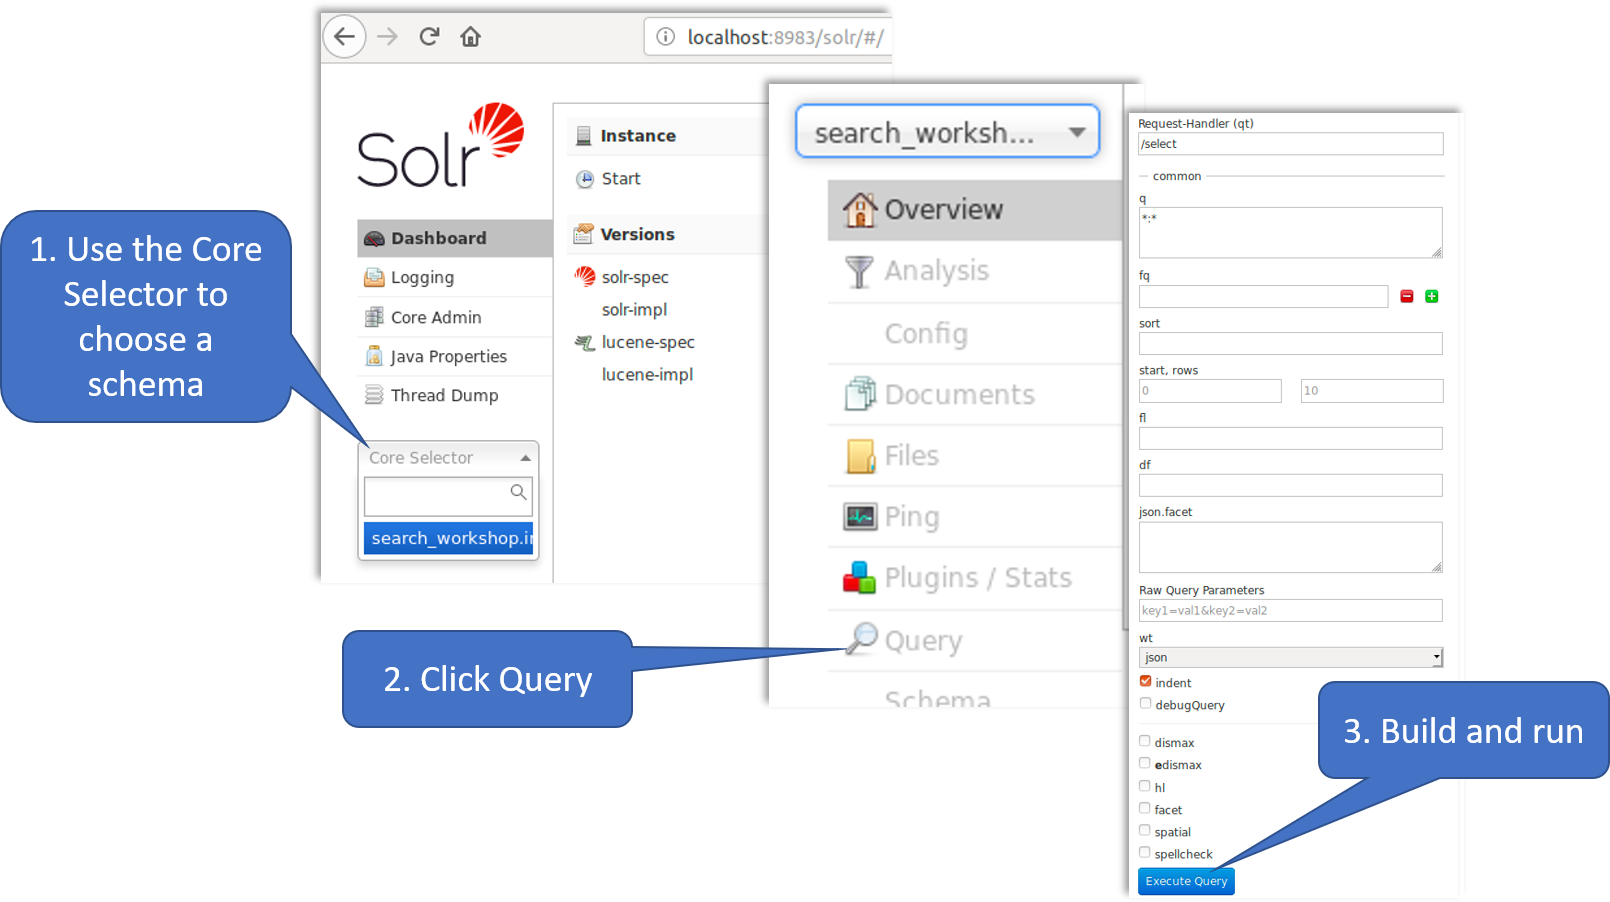 localhost:8983/solr/#/
Solr
Instance
Start
Versions
solr-spec
solr-impl
lucene-spec
lucene-impl
Dashboard
Logging
Core Admin
Java Properties
Thread Dump
Core Selector
search_workshop.in
1. Use the Core
Selector to
choose a
schema
search_worksh...
Overview
Analysis
Config
Documents
Files
Ping
Plugins / Stats
Query
Schema
2. Click Query
Request-Handler (qt)
/select
common
q
*:*
fq
sort
start, rows
0 10
fl
df
json.facet
Raw Query Parameters
key1=val1&key2=val2
wt
json
indent
debugQuery
dismax
edismax
hl
facet
spatial
spellcheck
Execute Query
3. Build and run